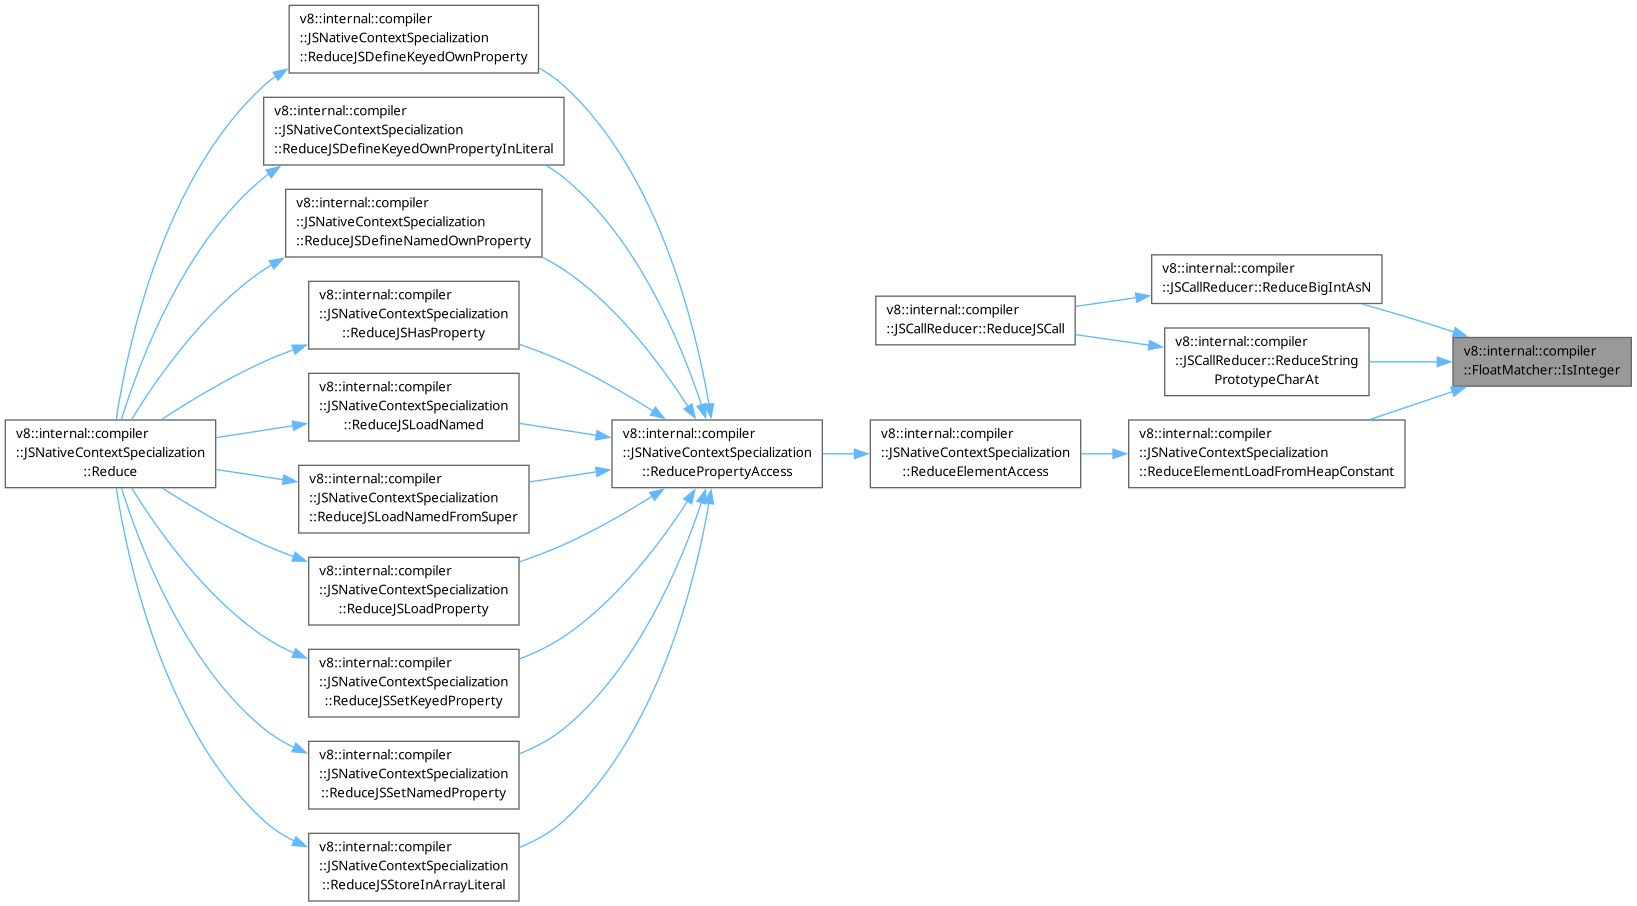 v8::internal::compiler
::JSNativeContextSpecialization
::ReduceJSDefineKeyedOwnProperty
v8::internal::compiler
::JSNativeContextSpecialization
::ReduceJSDefineKeyedOwnPropertyInLiteral
v8::internal::compiler
::JSNativeContextSpecialization
::ReduceJSDefineNamedOwnProperty
v8::internal::compiler
::JSNativeContextSpecialization
::ReduceJSHasProperty
v8::internal::compiler
::JSNativeContextSpecialization
::ReduceJSLoadNamed
v8::internal::compiler
::JSNativeContextSpecialization
::Reduce
v8::internal::compiler
::JSNativeContextSpecialization
::ReduceJSLoadNamedFromSuper
v8::internal::compiler
::JSNativeContextSpecialization
::ReduceJSLoadProperty
v8::internal::compiler
::JSNativeContextSpecialization
::ReduceJSSetKeyedProperty
v8::internal::compiler
::JSNativeContextSpecialization
::ReduceJSSetNamedProperty
v8::internal::compiler
::JSNativeContextSpecialization
::ReduceJSStoreInArrayLiteral
v8::internal::compiler
::JSNativeContextSpecialization
::ReducePropertyAccess
v8::internal::compiler
::JSCallReducer::ReduceJSCall
v8::internal::compiler
::JSNativeContextSpecialization
::ReduceElementAccess
v8::internal::compiler
::JSCallReducer::ReduceBigIntAsN
v8::internal::compiler
::JSCallReducer::ReduceString
PrototypeCharAt
v8::internal::compiler
::JSNativeContextSpecialization
::ReduceElementLoadFromHeapConstant
v8::internal::compiler
::FloatMatcher::IsInteger